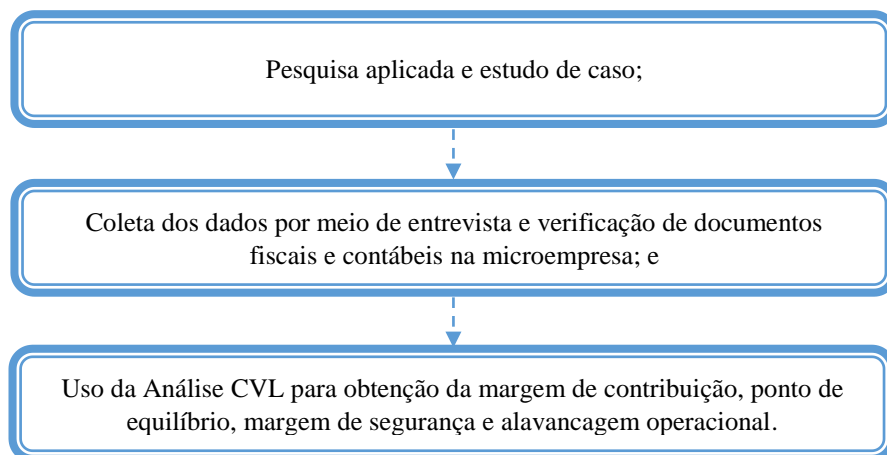 Pesquisa aplicada e estudo de caso;
Coleta dos dados por meio de entrevista e verificação de documentos
fiscais e contábeis na microempresa; e
Uso da Análise CVL para obtenção da margem de contribuição, ponto de
equilíbrio, margem de segurança e alavancagem operacional.